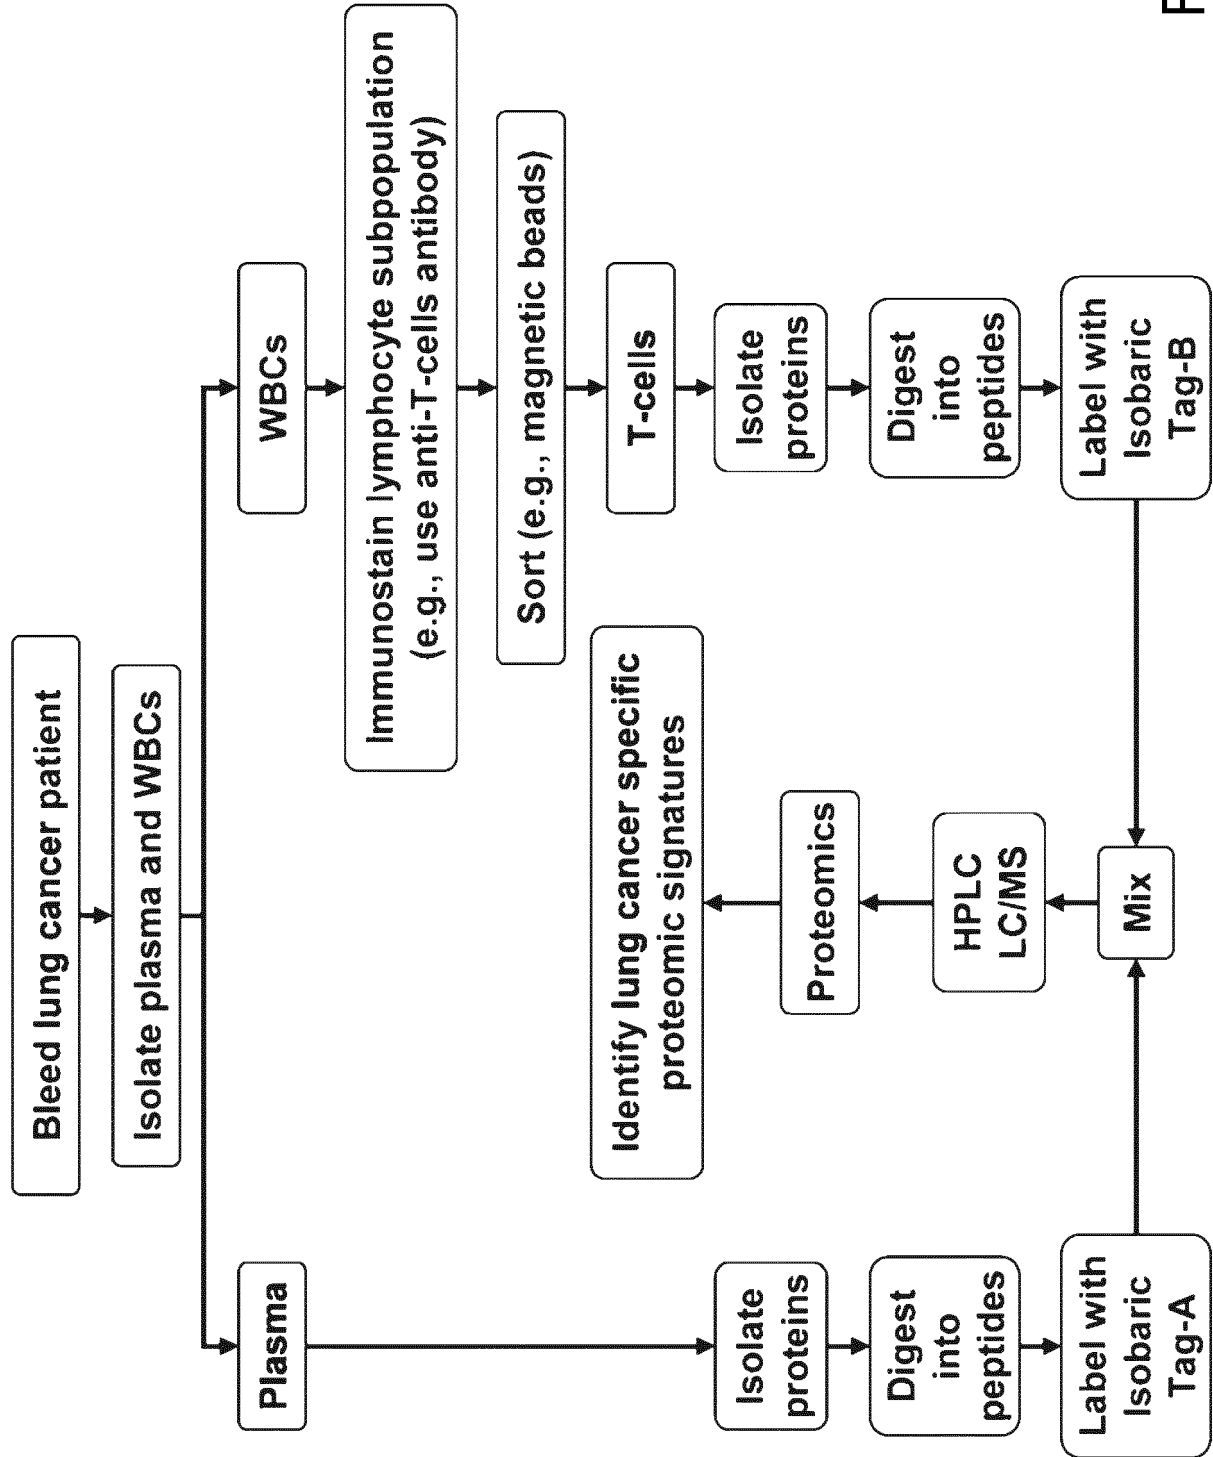 Bleed lung cancer patient
Isolate plasma and WBCs
Plasma
WBCs
Immunostain lymphocyte subpopulation
(e.g., use anti-T-cells antibody)
Sort (e.g., magnetic beads)
T-cells
Isolate
proteins
Digest
into
peptides
Label with
Isobaric
Tag-B
Isolate
proteins
Digest
into
peptides
Label with
Isobaric
Tag-A
Mix
HPLC
LC/MS
Proteomics
Identify lung cancer specific
proteomic signatures